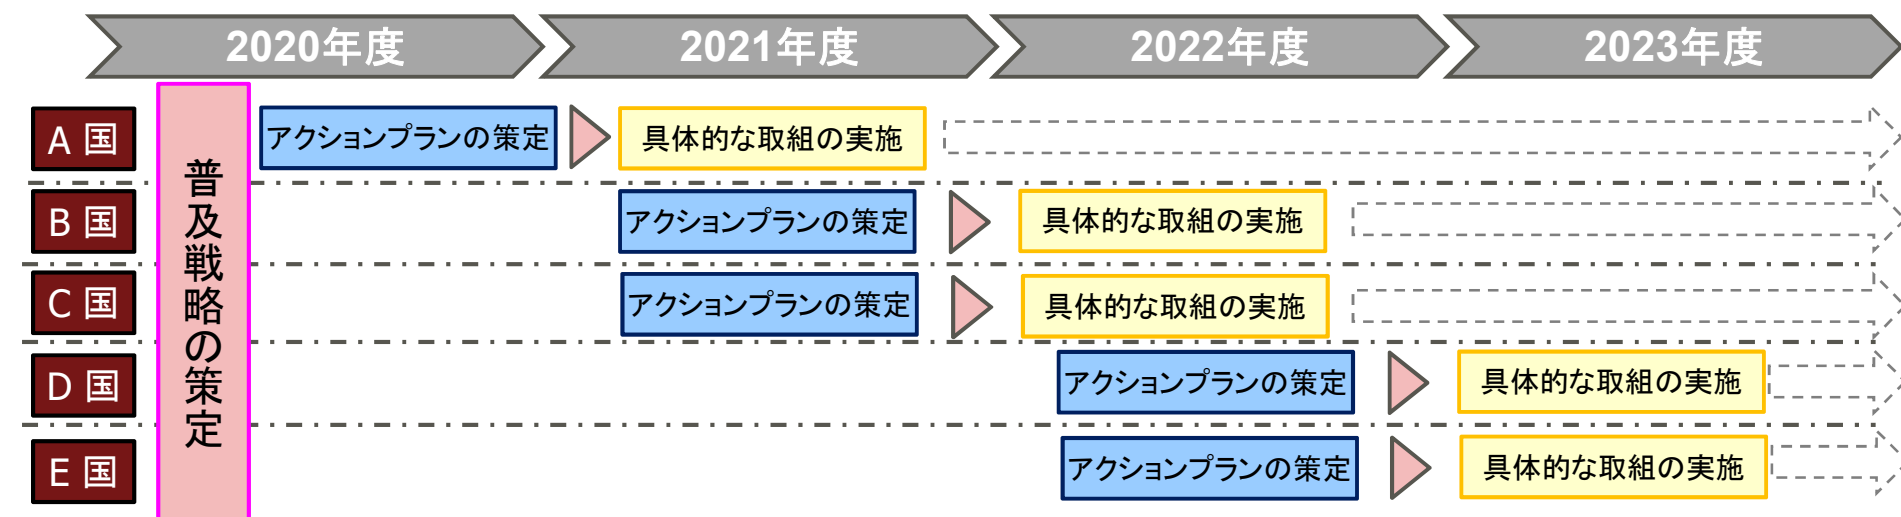 2020年度
2021年度
2022年度
2023年度
普及戦略の策定
A 国
アクションプランの策定
具体的な取組の実施
B 国
アクションプランの策定
具体的な取組の実施
C 国
アクションプランの策定
具体的な取組の実施
D 国
アクションプランの策定
具体的な取組の実施
E 国
アクションプランの策定
具体的な取組の実施